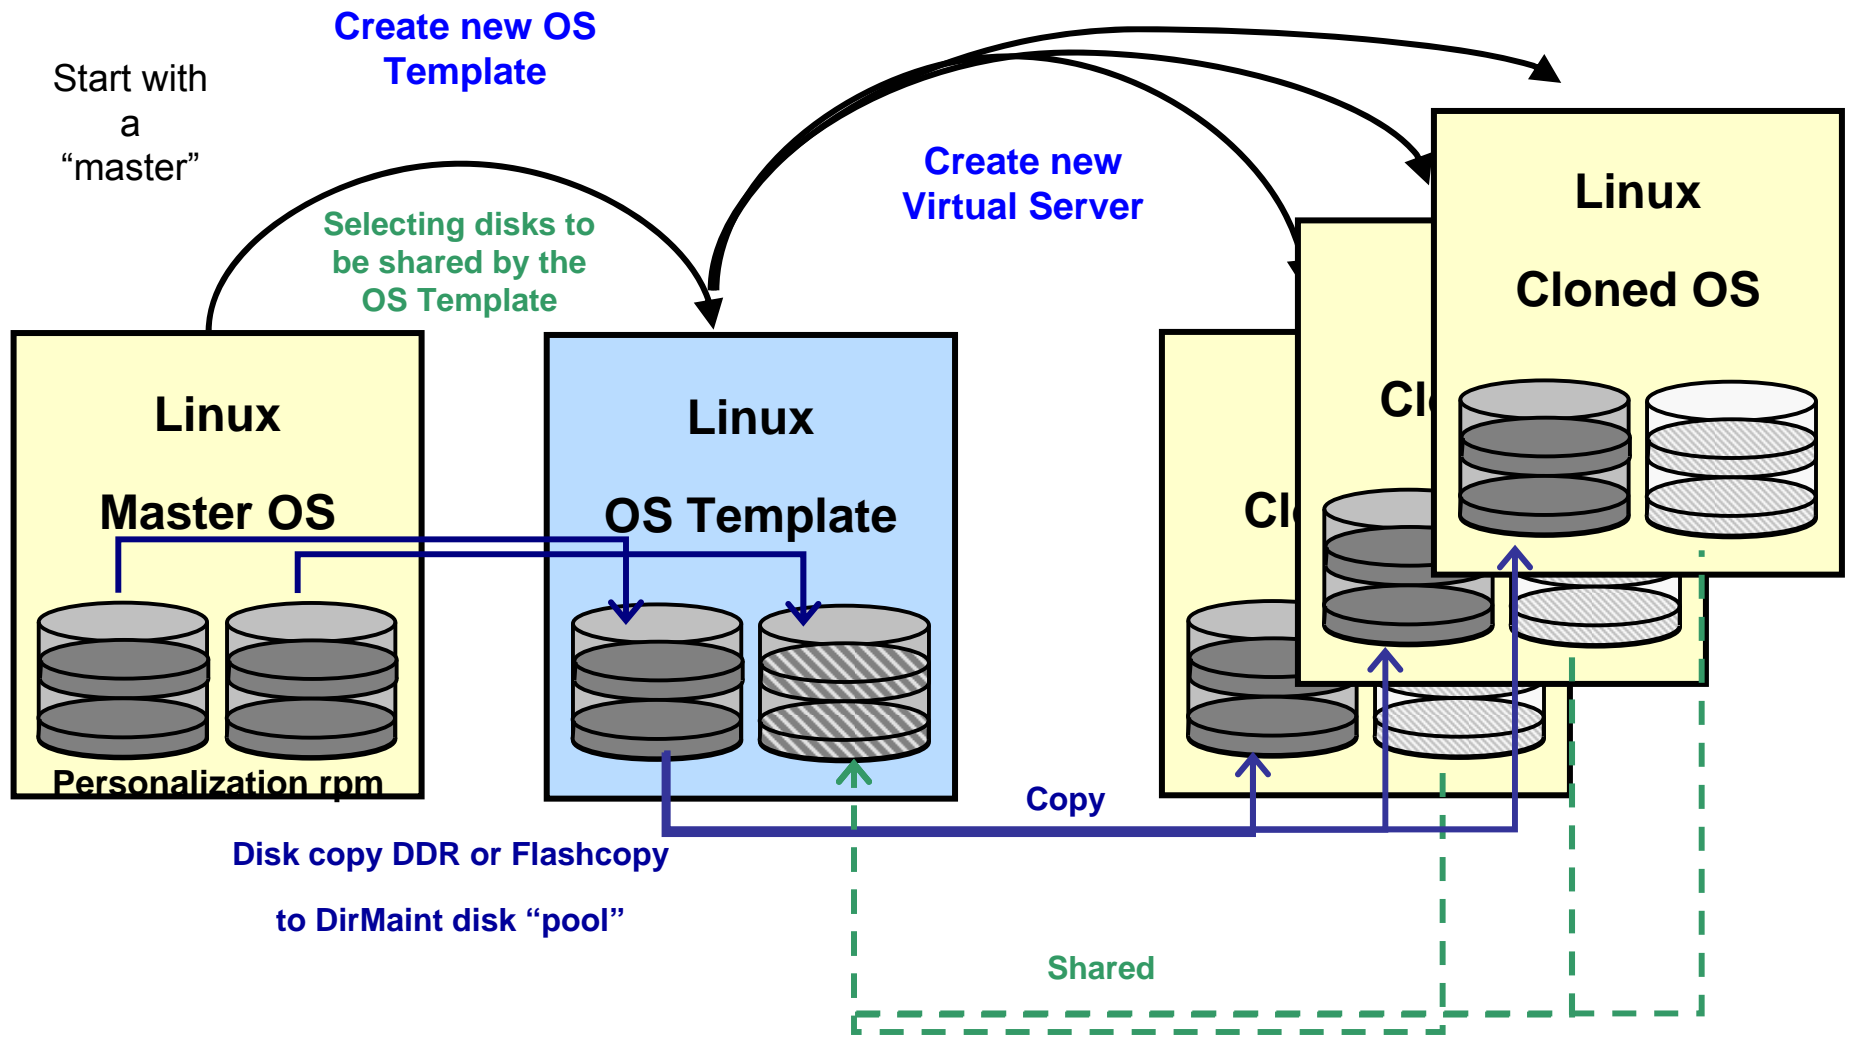 Start with
a
“master”
Create new OS
Template
Selecting disks to
be shared by the
OS Template
Create new
Virtual Server
Linux
Master OS
Personalization rpm
Linux
OS Template
Cl
Cl
Linux
Cloned OS
Copy
Disk copy DDR or Flashcopy
to DirMaint disk “pool”
Shared